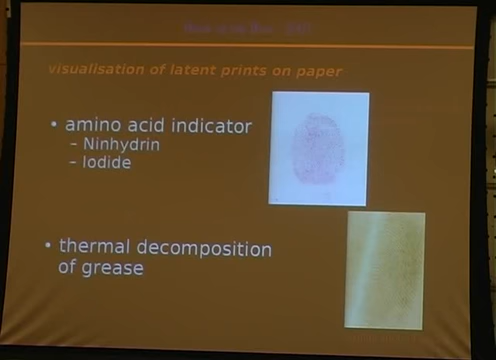 visualisation of latent prints on paper
• amino acid indicator
– Ninhydrin
– Iodide
• thermal decomposition
of grease